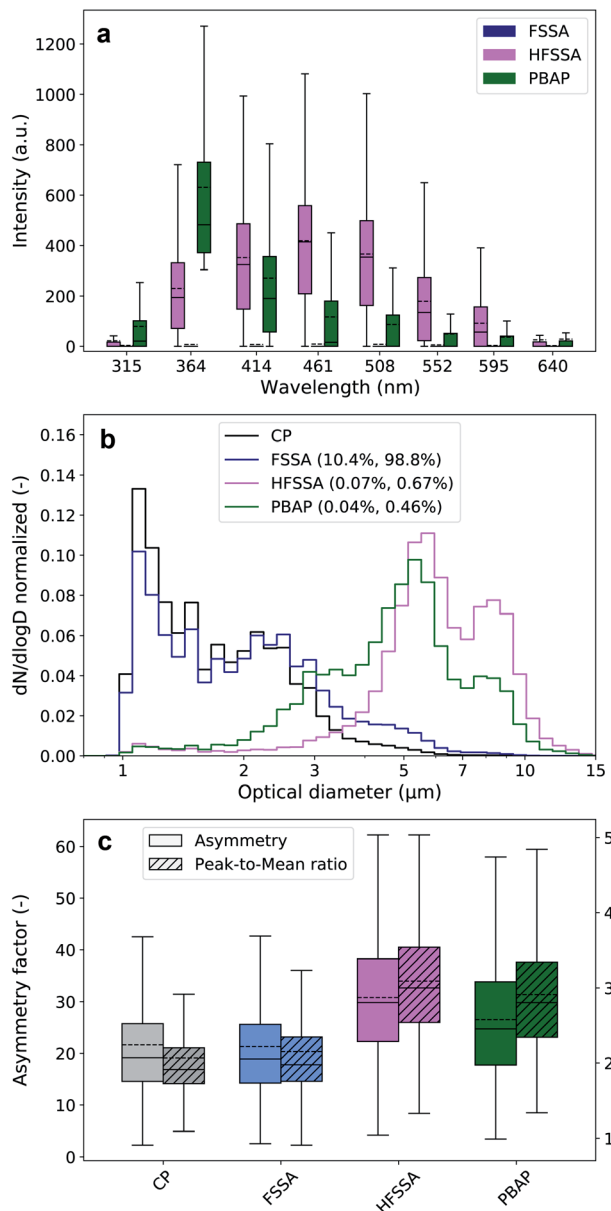 a
FSSA
HFSSA
PBAP
Intensity (a.u.)
1200
1000
800
600
400
200
0
315 364 414 461 508 552 595 640
Wavelength (nm)
b
CP
FSSA (10.4%, 98.8%)
HFSSA (0.07%, 0.67%)
PBAP (0.04%, 0.46%)
dN/dlogD normalized (-)
0.16
0.14
0.12
0.10
0.08
0.06
0.04
0.02
0.00
1 2 3 5 7 10 15
Optical diameter (µm)
c
Asymmetry
Peak-to-Mean ratio
Asymmetry factor (-)
60
50
40
30
20
10
0
5
4
3
2
1
CP FSSA HFSSA PBAP